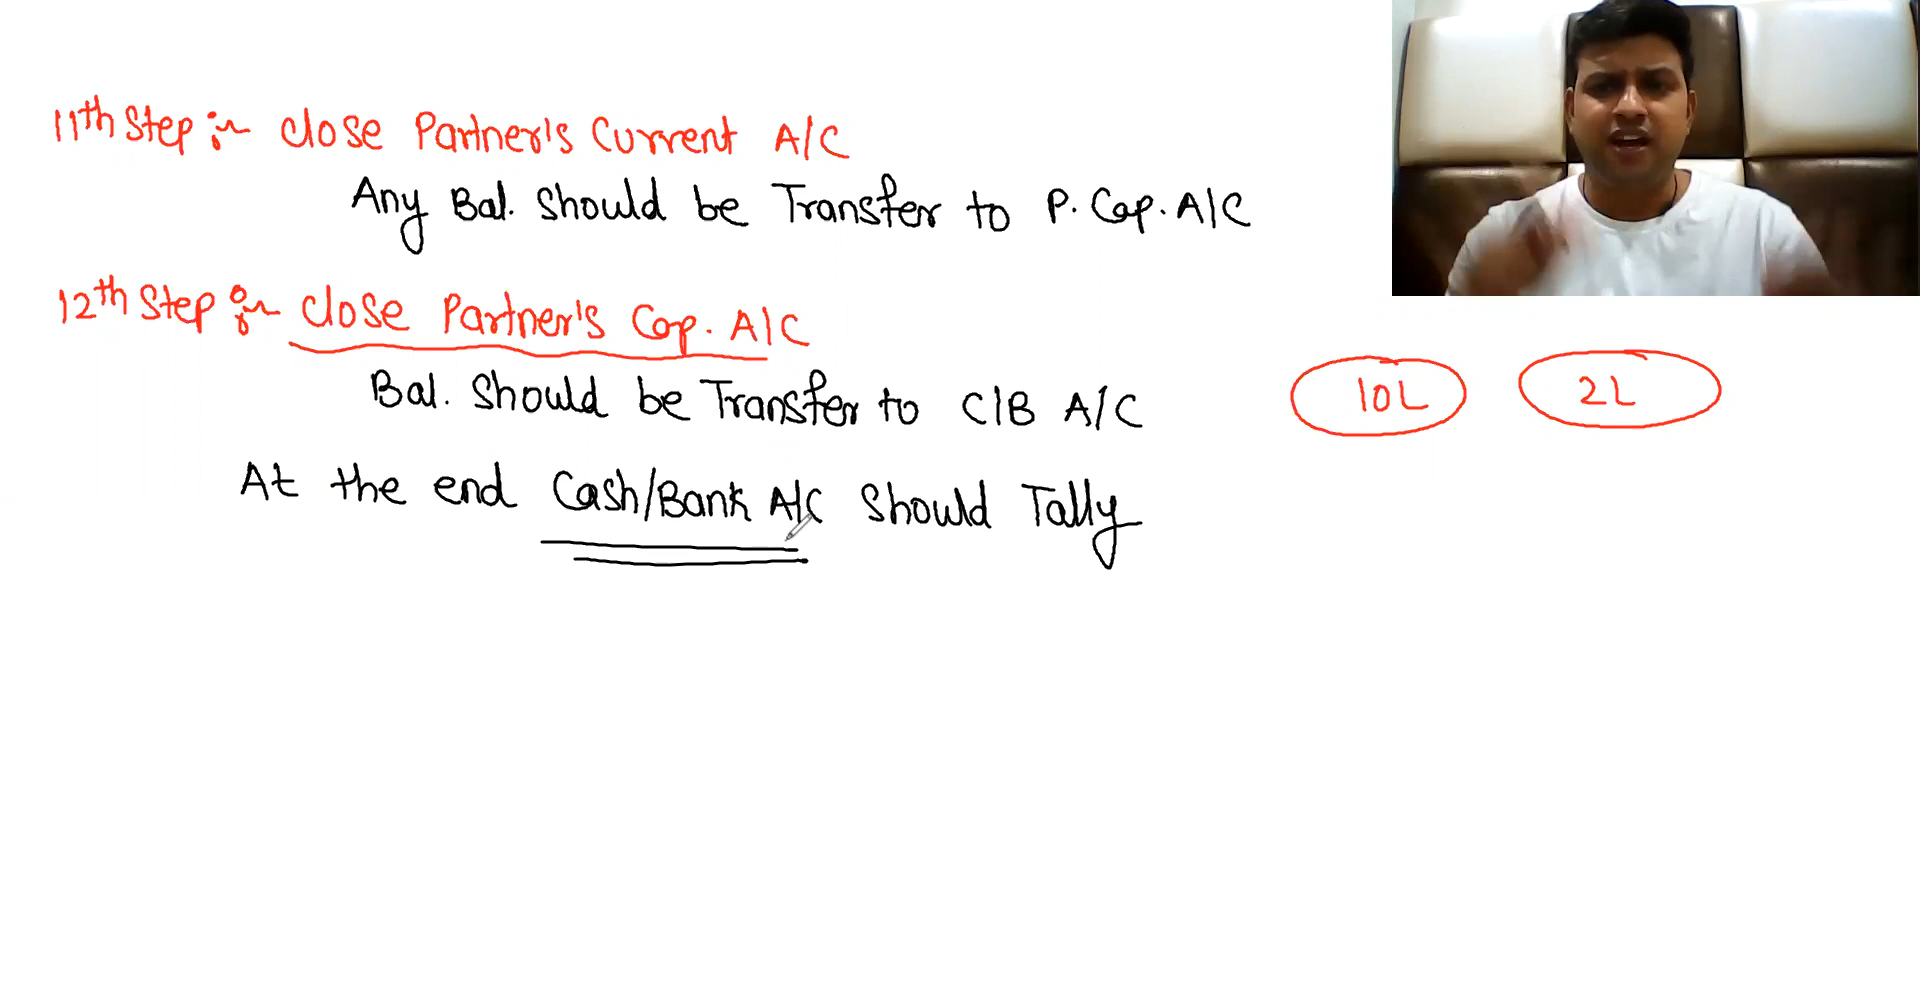 11th Step :- Close Partner's Current A/C
Any Bal. Should be Transfer to P. Cap. A/C
12th Step :- Close Partner's Cap. A/C
Bal. Should be Transfer to C/B A/C
10L 2L
At the end Cash/Bank A/C Should Tally